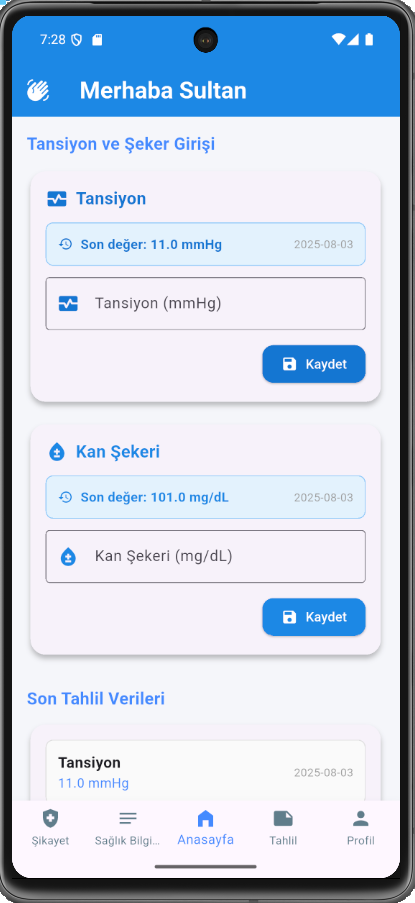 7:28
Merhaba Sultan
Tansiyon ve Şeker Girişi
Tansiyon
Son değer: 11.0 mmHg 2025-08-03
Tansiyon (mmHg)
Kaydet
Kan Şekeri
Son değer: 101.0 mg/dL 2025-08-03
Kan Şekeri (mg/dL)
Kaydet
Son Tahlil Verileri
Tansiyon
11.0 mmHg
2025-08-03
Şikayet Sağlık Bilgi... Anasayfa Tahlil Profil